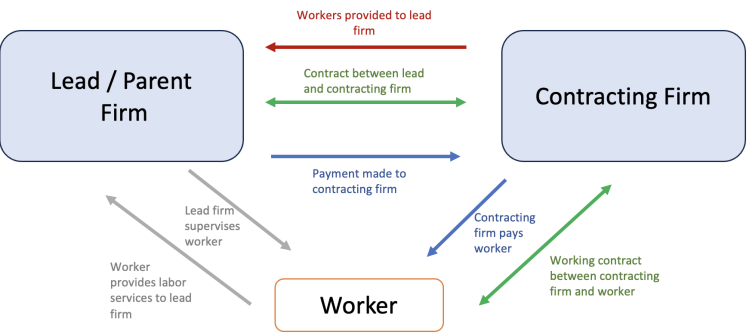 Workers provided to lead
firm
Lead / Parent
Firm
Contract between lead
and contracting firm
Contracting Firm
Payment made to
contracting firm
Lead firm
supervises
worker
Contracting
firm pays
worker
Worker
provides labor
services to lead
firm
Working contract
between contracting
firm and worker
Worker